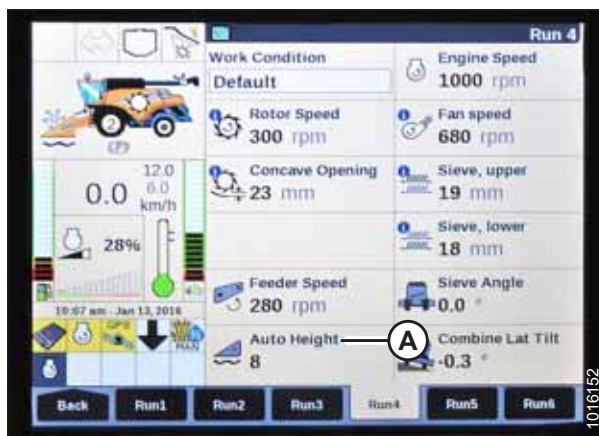 Run 4
Work Condition
Default
Engine Speed
1000 rpm
Rotor Speed
300 rpm
Fan speed
680 rpm
Concave Opening
23 mm
Sieve, upper
19 mm
Sieve, lower
18 mm
Feeder Speed
280 rpm
Sieve Angle
0.0 °
Auto Height
8
A
Combine Lat Tilt
-0.3 °
2
(P)
0.0
12.0
6.0
km/h
28%
10:07 am Jan 13, 2016
GPS
MAN
Back
Run1
Run2
Run3
Run4
Run5
Run6
1016152